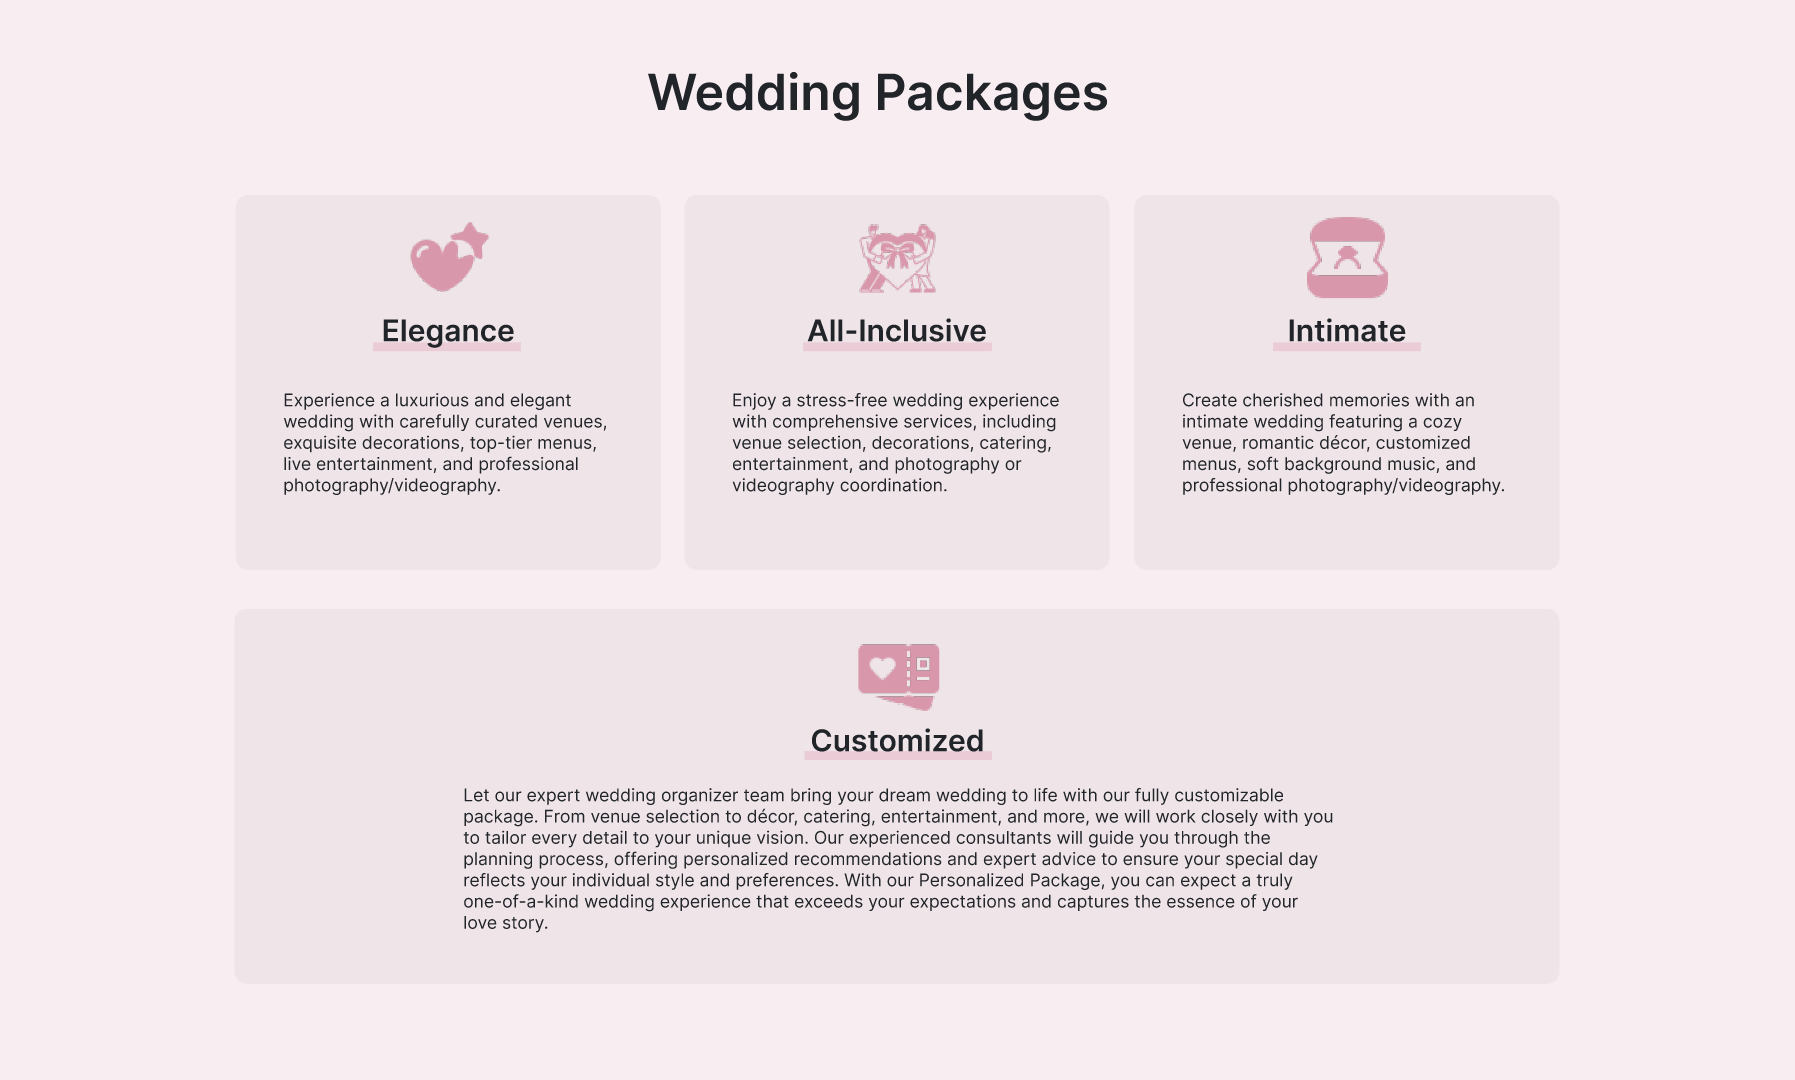 Wedding Packages
Elegance
Experience a luxurious and elegant
wedding with carefully curated venues,
exquisite decorations, top-tier menus,
live entertainment, and professional
photography/videography.
All-Inclusive
Enjoy a stress-free wedding experience
with comprehensive services, including
venue selection, decorations, catering,
entertainment, and photography or
videography coordination.
Intimate
Create cherished memories with an
intimate wedding featuring a cozy
venue, romantic décor, customized
menus, soft background music, and
professional photography/videography.
Customized
Let our expert wedding organizer team bring your dream wedding to life with our fully customizable
package. From venue selection to décor, catering, entertainment, and more, we will work closely with you
to tailor every detail to your unique vision. Our experienced consultants will guide you through the
planning process, offering personalized recommendations and expert advice to ensure your special day
reflects your individual style and preferences. With our Personalized Package, you can expect a truly
one-of-a-kind wedding experience that exceeds your expectations and captures the essence of your
love story.